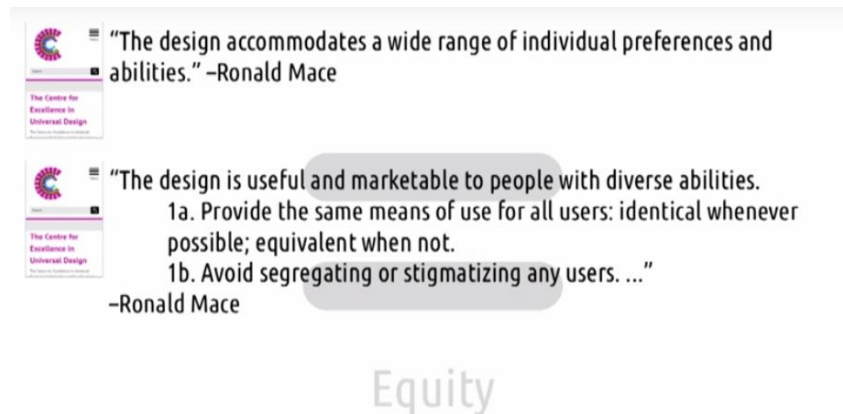 “The design accommodates a wide range of individual preferences and
abilities.” –Ronald Mace
The Centre for
Excellence in
Universal Design
“The design is useful and marketable to people with diverse abilities.
1a. Provide the same means of use for all users: identical whenever
possible; equivalent when not.
1b. Avoid segregating or stigmatizing any users. ...”
–Ronald Mace
The Centre for
Excellence in
Universal Design
Equity